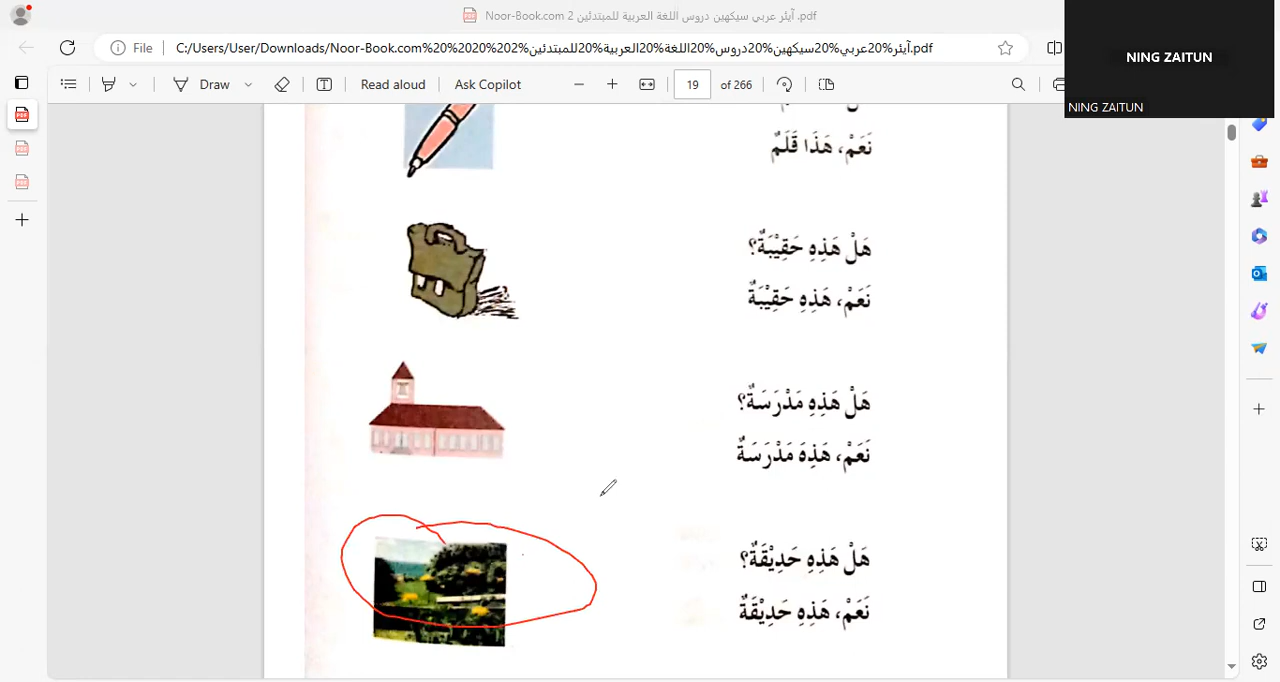 Noor-Book.com 2 آيئر عربي سيكهين دروس اللغة العربية للمبتدئين .pdf
File
C:/Users/User/Downloads/Noor-Book.com%20%2020%202%آيئر%20عربي%20سيكهين%20دروس%20اللغة%20العربية%20للمبتدئين.pdf
Draw
Read aloud
Ask Copilot
19 of 266
NING ZAITUN
NING ZAITUN
نَعَمْ، هَذَا قَلَمٌ
هَلْ هَذِهِ حَقِيْبَةٌ؟
نَعَمْ، هَذِهِ حَقِيْبَةٌ
هَلْ هَذِهِ مَدْرَسَةٌ؟
نَعَمْ، هَذِهَ مَدْرَسَةٌ
هَلْ هَذِهِ حَدِيْقَةٌ؟
نَعَمْ، هَذِهِ حَدِيْقَةٌ